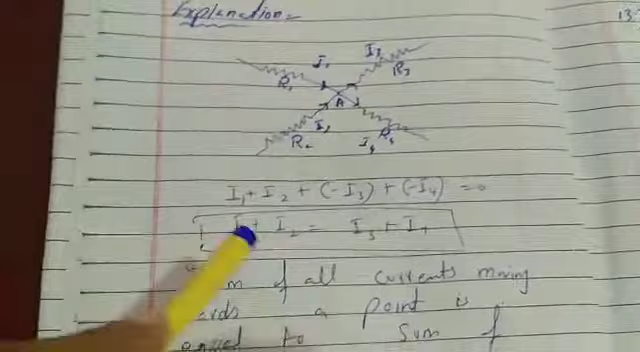 Explanation:-
13-
I₁ I₃
R₁ R₃
A
I₂
R₂ I₄ R₄
I₁ + I₂ + (-I₃) + (-I₄) = 0
I₁ + I₂ = I₃ + I₄
m of all currents moving
a point is
to Sum of